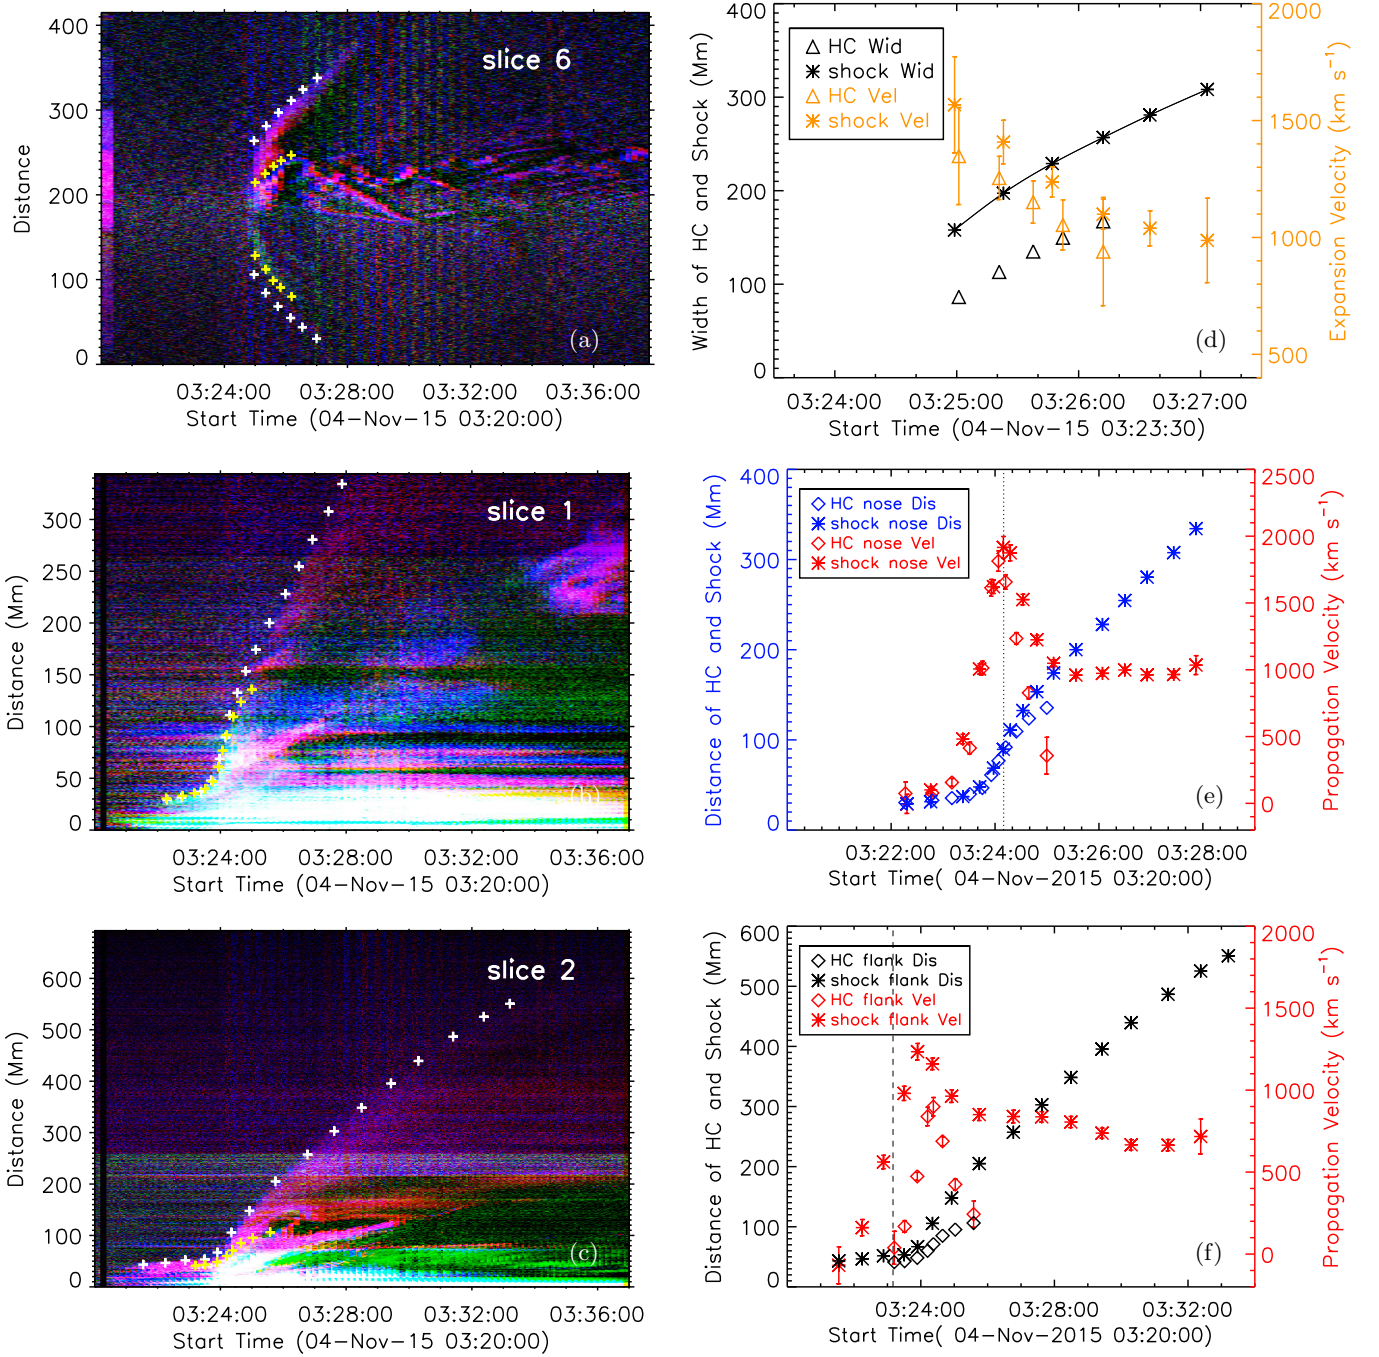 slice 6
(a)
Distance
400
300
200
100
0
03:24:00 03:28:00 03:32:00 03:36:00
Start Time (04-Nov-15 03:20:00)
HC Wid
shock Wid
HC Vel
shock Vel
(d)
Width of HC and Shock (Mm)
400
300
200
100
0
Expansion Velocity (km s⁻¹)
2000
1500
1000
500
03:24:00 03:25:00 03:26:00 03:27:00
Start Time (04-Nov-15 03:23:30)
slice 1
(b)
Distance (Mm)
300
250
200
150
100
50
0
03:24:00 03:28:00 03:32:00 03:36:00
Start Time (04-Nov-15 03:20:00)
HC nose Dis
shock nose Dis
HC nose Vel
shock nose Vel
(e)
Distance of HC and Shock (Mm)
400
300
200
100
0
Propagation Velocity (km s⁻¹)
2500
2000
1500
1000
500
0
03:22:00 03:24:00 03:26:00 03:28:00
Start Time( 04-Nov-2015 03:20:00)
slice 2
(c)
Distance (Mm)
600
500
400
300
200
100
0
03:24:00 03:28:00 03:32:00 03:36:00
Start Time (04-Nov-15 03:20:00)
HC flank Dis
shock flank Dis
HC flank Vel
shock flank Vel
(f)
Distance of HC and Shock (Mm)
600
500
400
300
200
100
0
Propagation Velocity (km s⁻¹)
2000
1500
1000
500
0
03:24:00 03:28:00 03:32:00
Start Time( 04-Nov-2015 03:20:00)